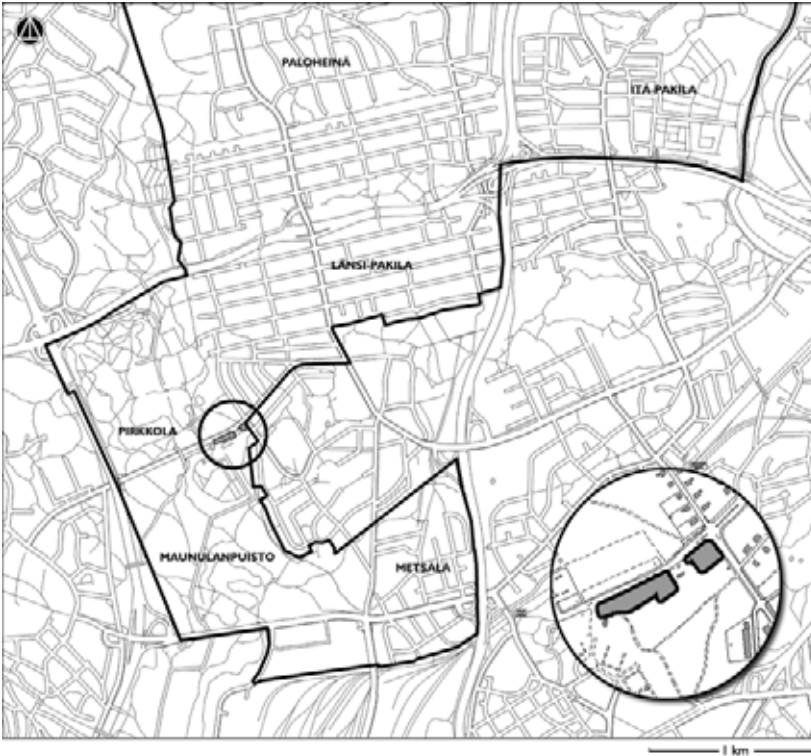 PALOHEINÄ
ITÄ-PAKILA
LÄNSI-PAKILA
PIRKKOLA
MAUNULANPUISTO
METSÄLÄ
1 km